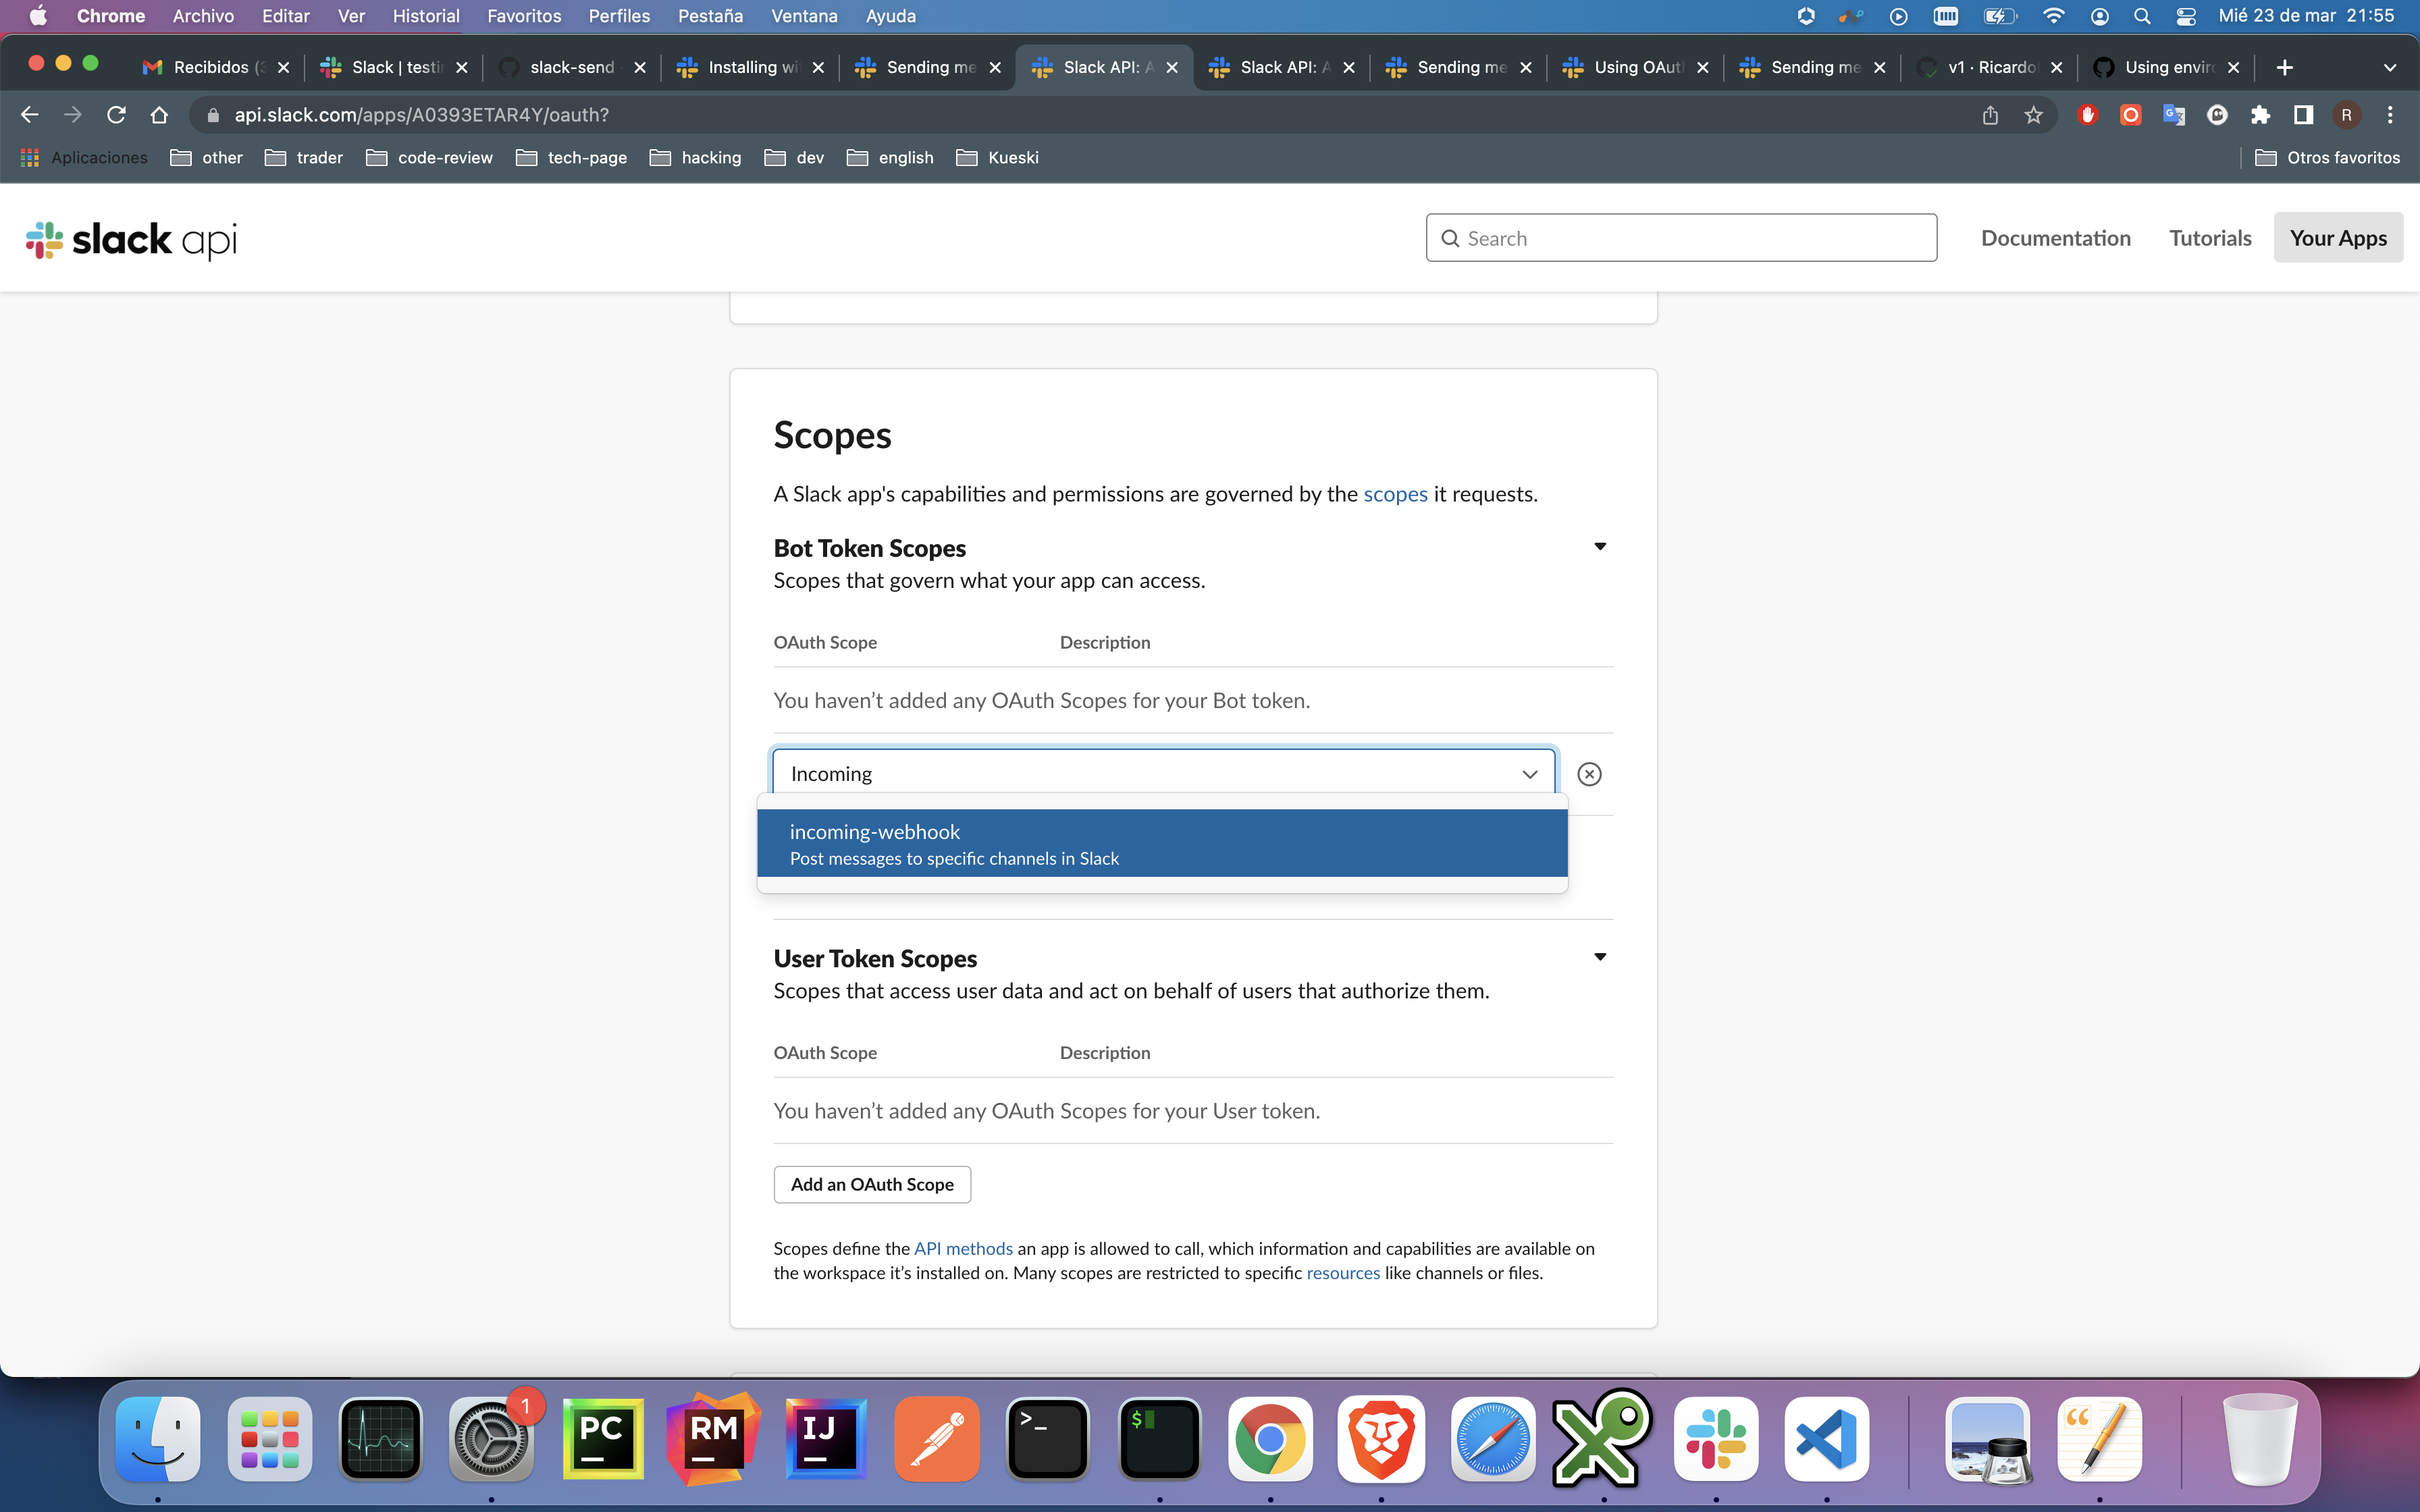 Chrome Archivo Editar Ver Historial Favoritos Perfiles Pestaña Ventana Ayuda Mié 23 de mar 21:55
Recibidos (3 Slack | testi slack-send Installing wi Sending me Slack API: A Slack API: A Sending me Using OAut Sending me v1 · Ricardo Using envir
api.slack.com/apps/A0393ETAR4Y/oauth? R
Aplicaciones other trader code-review tech-page hacking dev english Kueski Otros favoritos
slack api Search Documentation Tutorials Your Apps
Scopes
A Slack app's capabilities and permissions are governed by the scopes it requests.
Bot Token Scopes
Scopes that govern what your app can access.
OAuth Scope Description
You haven’t added any OAuth Scopes for your Bot token.
Incoming
incoming-webhook
Post messages to specific channels in Slack
User Token Scopes
Scopes that access user data and act on behalf of users that authorize them.
OAuth Scope Description
You haven’t added any OAuth Scopes for your User token.
Add an OAuth Scope
Scopes define the API methods an app is allowed to call, which information and capabilities are available on
the workspace it’s installed on. Many scopes are restricted to specific resources like channels or files.
1
PC RM IJ >_ $